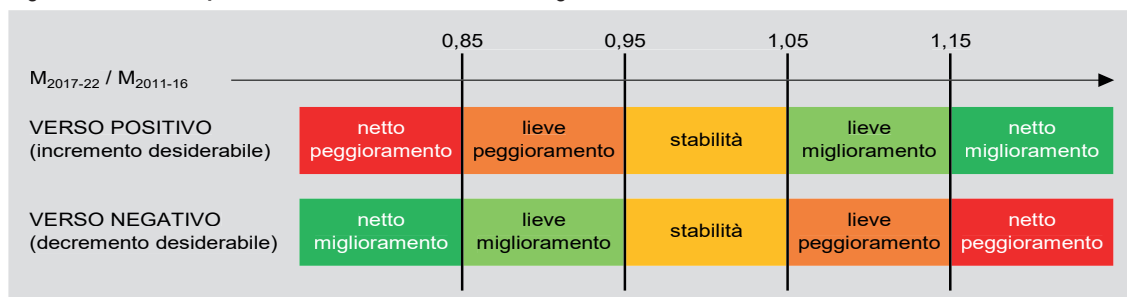 0,85 0,95 1,05 1,15
M2017-22 / M2011-16
VERSO POSITIVO
(incremento desiderabile)
netto
peggioramento
lieve
peggioramento
stabilità
lieve
miglioramento
netto
miglioramento
VERSO NEGATIVO
(decremento desiderabile)
netto
miglioramento
lieve
miglioramento
stabilità
lieve
peggioramento
netto
peggioramento